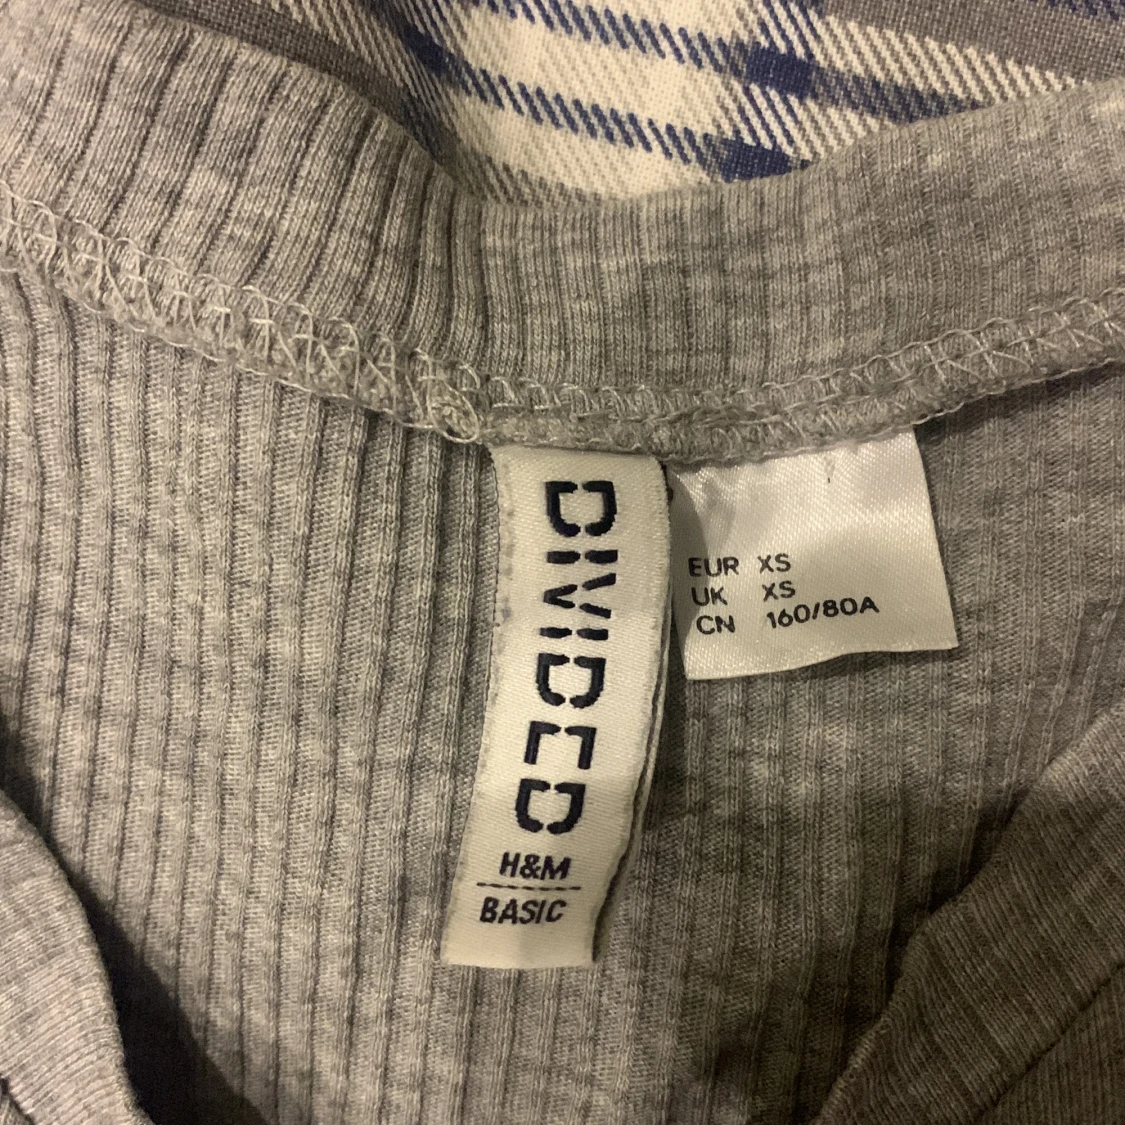 DIVIDED
H&M
BASIC
EUR XS
UK XS
CN 160/80A